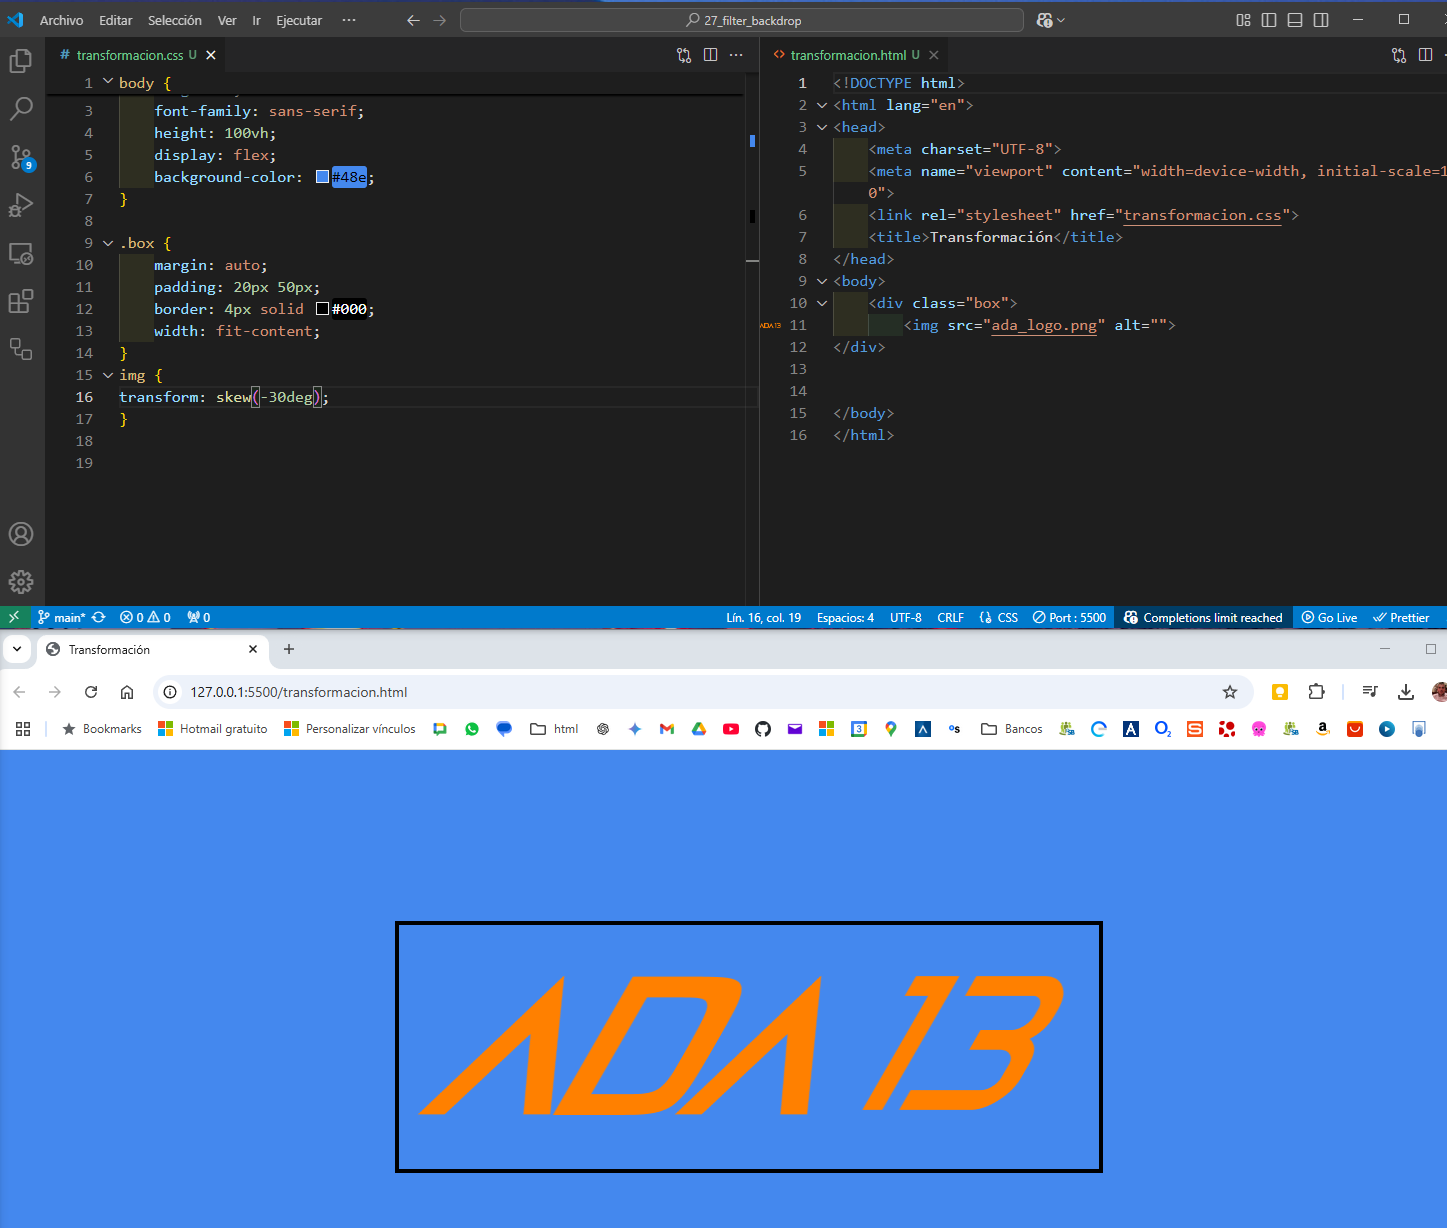 Archivo Editar Selección Ver Ir Ejecutar ··· 27_filter_backdrop
# transformacion.css U
1 body {
3 font-family: sans-serif;
4 height: 100vh;
5 display: flex;
6 background-color: #48e;
7 }
8
9 .box {
10 margin: auto;
11 padding: 20px 50px;
12 border: 4px solid #000;
13 width: fit-content;
14 }
15 img {
16 transform: skew(-30deg);
17 }
18
19
<> transformacion.html U
1 <!DOCTYPE html>
2 <html lang="en">
3 <head>
4 <meta charset="UTF-8">
5 <meta name="viewport" content="width=device-width, initial-scale=1
0">
6 <link rel="stylesheet" href="transformacion.css">
7 <title>Transformación</title>
8 </head>
9 <body>
10 <div class="box">
ADA 13 11 <img src="ada_logo.png" alt="">
12 </div>
13
14
15 </body>
16 </html>
9
main* 0 0 0 Lín. 16, col. 19 Espacios: 4 UTF-8 CRLF CSS Port : 5500 Completions limit reached Go Live Prettier
Transformación
127.0.0.1:5500/transformacion.html
Bookmarks Hotmail gratuito Personalizar vínculos html Bancos
ADA 13